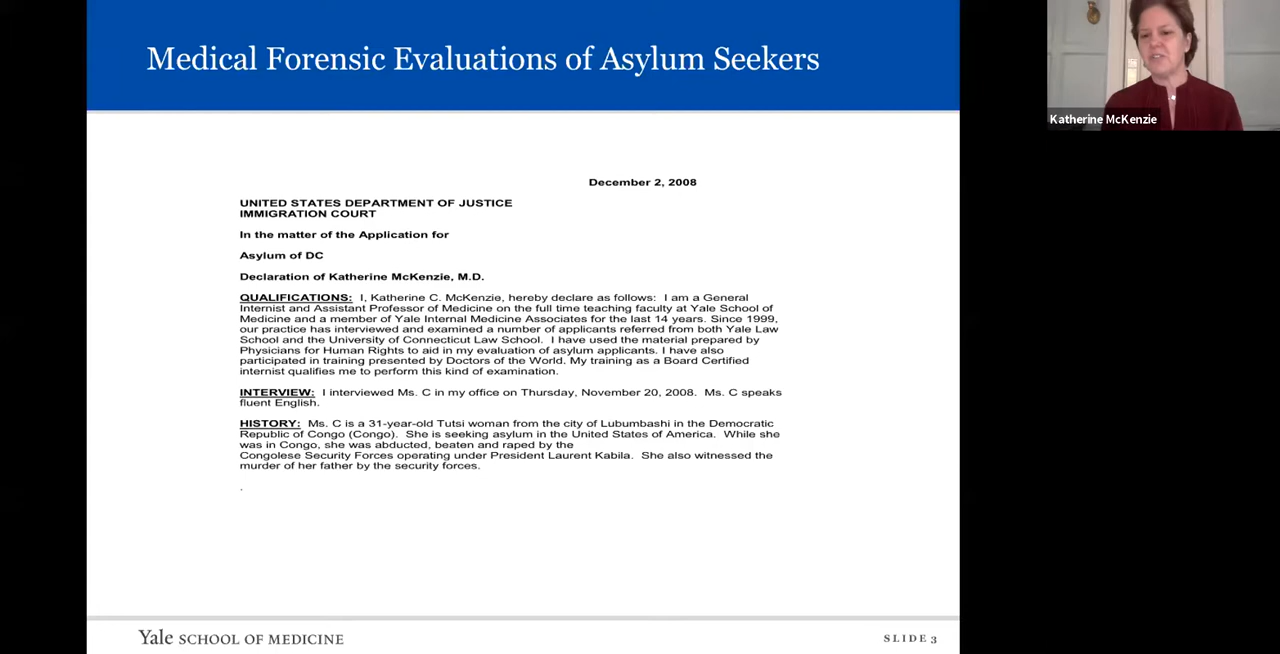 Medical Forensic Evaluations of Asylum Seekers
Katherine McKenzie
December 2, 2008
UNITED STATES DEPARTMENT OF JUSTICE
IMMIGRATION COURT
In the matter of the Application for
Asylum of DC
Declaration of Katherine McKenzie, M.D.
QUALIFICATIONS: I, Katherine C. McKenzie, hereby declare as follows: I am a General
Internist and Assistant Professor of Medicine on the full time teaching faculty at Yale School of
Medicine and a member of Yale Internal Medicine Associates for the last 14 years. Since 1999,
our practice has interviewed and examined a number of applicants referred from both Yale Law
School and the University of Connecticut Law School. I have used the material prepared by
Physicians for Human Rights to aid in my evaluation of asylum applicants. I have also
participated in training presented by Doctors of the World. My training as a Board Certified
internist qualifies me to perform this kind of examination.
INTERVIEW: I interviewed Ms. C in my office on Thursday, November 20, 2008. Ms. C speaks
fluent English.
HISTORY: Ms. C is a 31-year-old Tutsi woman from the city of Lubumbashi in the Democratic
Republic of Congo (Congo). She is seeking asylum in the United States of America. While she
was in Congo, she was abducted, beaten and raped by the
Congolese Security Forces operating under President Laurent Kabila. She also witnessed the
murder of her father by the security forces.
.
Yale SCHOOL OF MEDICINE
SLIDE 3